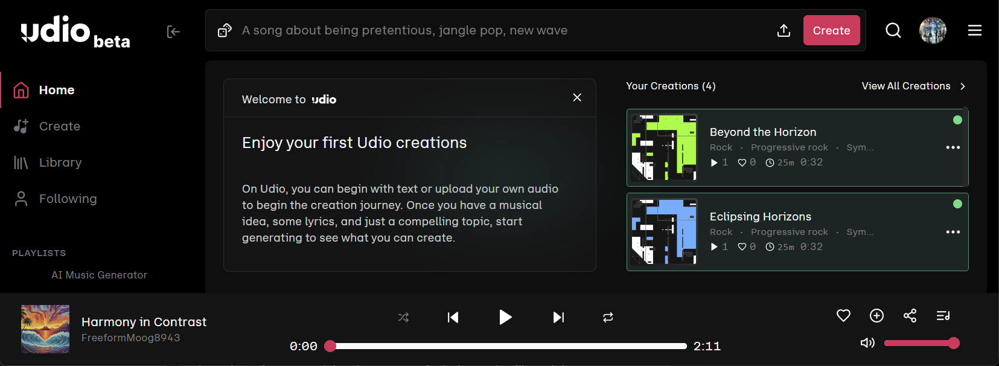 udio beta
A song about being pretentious, jangle pop, new wave
Create
Home
Create
Library
Following
PLAYLISTS
AI Music Generator
Welcome to udio
Enjoy your first Udio creations
On Udio, you can begin with text or upload your own audio
to begin the creation journey. Once you have a musical
idea, some lyrics, and just a compelling topic, start
generating to see what you can create.
Your Creations (4)
View All Creations
Beyond the Horizon
Rock · Progressive rock · Sym...
1 0 25m 0:32
Eclipsing Horizons
Rock · Progressive rock · Sym...
1 0 25m 0:32
Harmony in Contrast
FreeformMoog8943
0:00 2:11